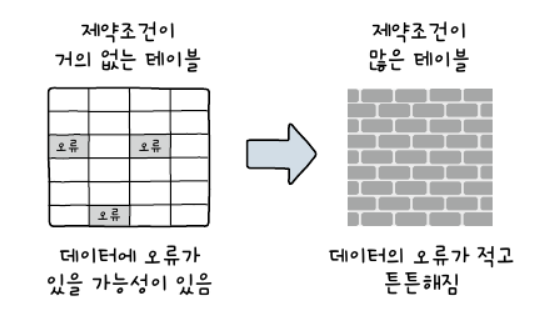 제약조건이
거의 없는 테이블
오류
오류
오류
데이터에 오류가
있을 가능성이 있음
제약조건이
많은 테이블
데이터의 오류가 적고
튼튼해짐